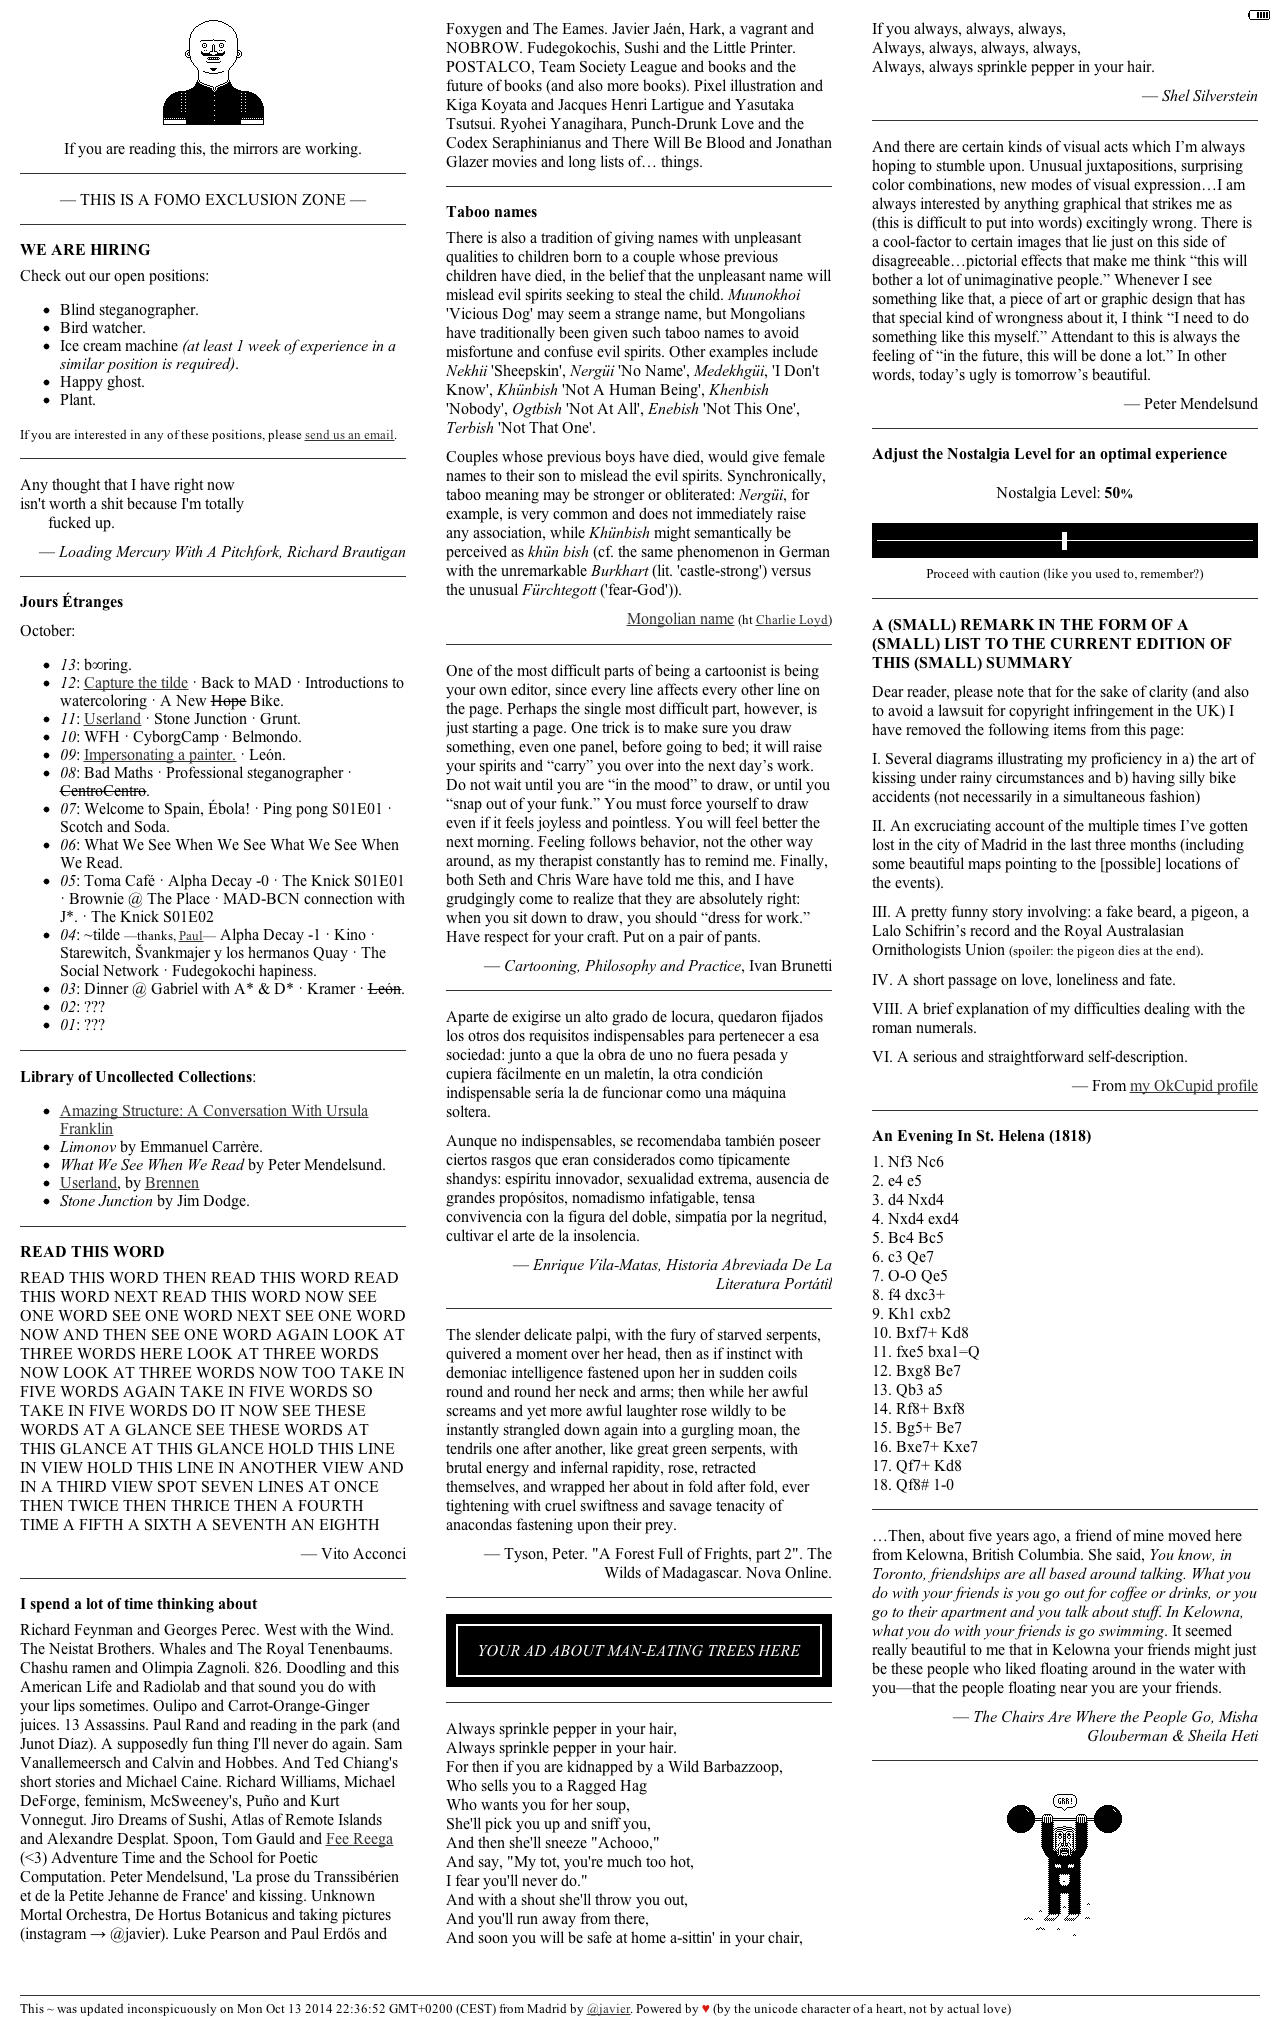 If you are reading this, the mirrors are working.
— THIS IS A FOMO EXCLUSION ZONE —
WE ARE HIRING
Check out our open positions:
• Blind steganographer.
• Bird watcher.
• Ice cream machine (at least 1 week of experience in a
similar position is required).
• Happy ghost.
• Plant.
If you are interested in any of these positions, please send us an email.
Any thought that I have right now
isn't worth a shit because I'm totally
fucked up.
— Loading Mercury With A Pitchfork, Richard Brautigan
Jours Étranges
October:
• 13: b∞ring.
• 12: Capture the tilde · Back to MAD · Introductions to
watercoloring · A New Hope Bike.
• 11: Userland · Stone Junction · Grunt.
• 10: WFH · CyborgCamp · Belmondo.
• 09: Impersonating a painter. · León.
• 08: Bad Maths · Professional steganographer ·
CentroCentro.
• 07: Welcome to Spain, Ébola! · Ping pong S01E01 ·
Scotch and Soda.
• 06: What We See When We See What We See When
We Read.
• 05: Toma Café · Alpha Decay -0 · The Knick S01E01
· Brownie @ The Place · MAD-BCN connection with
J*. · The Knick S01E02
• 04: ~tilde —thanks, Paul— Alpha Decay -1 · Kino ·
Starewitch, Švankmajer y los hermanos Quay · The
Social Network · Fudegokochi hapiness.
• 03: Dinner @ Gabriel with A* & D* · Kramer · León.
• 02: ???
• 01: ???
Library of Uncollected Collections:
• Amazing Structure: A Conversation With Ursula
Franklin
• Limonov by Emmanuel Carrère.
• What We See When We Read by Peter Mendelsund.
• Userland, by Brennen
• Stone Junction by Jim Dodge.
READ THIS WORD
READ THIS WORD THEN READ THIS WORD READ
THIS WORD NEXT READ THIS WORD NOW SEE
ONE WORD SEE ONE WORD NEXT SEE ONE WORD
NOW AND THEN SEE ONE WORD AGAIN LOOK AT
THREE WORDS HERE LOOK AT THREE WORDS
NOW LOOK AT THREE WORDS NOW TOO TAKE IN
FIVE WORDS AGAIN TAKE IN FIVE WORDS SO
TAKE IN FIVE WORDS DO IT NOW SEE THESE
WORDS AT A GLANCE SEE THESE WORDS AT
THIS GLANCE AT THIS GLANCE HOLD THIS LINE
IN VIEW HOLD THIS LINE IN ANOTHER VIEW AND
IN A THIRD VIEW SPOT SEVEN LINES AT ONCE
THEN TWICE THEN THRICE THEN A FOURTH
TIME A FIFTH A SIXTH A SEVENTH AN EIGHTH
— Vito Acconci
I spend a lot of time thinking about
Richard Feynman and Georges Perec. West with the Wind.
The Neistat Brothers. Whales and The Royal Tenenbaums.
Chashu ramen and Olimpia Zagnoli. 826. Doodling and this
American Life and Radiolab and that sound you do with
your lips sometimes. Oulipo and Carrot-Orange-Ginger
juices. 13 Assassins. Paul Rand and reading in the park (and
Junot Díaz). A supposedly fun thing I'll never do again. Sam
Vanallemeersch and Calvin and Hobbes. And Ted Chiang's
short stories and Michael Caine. Richard Williams, Michael
DeForge, feminism, McSweeney's, Puño and Kurt
Vonnegut. Jiro Dreams of Sushi, Atlas of Remote Islands
and Alexandre Desplat. Spoon, Tom Gauld and Fee Reega
(<3) Adventure Time and the School for Poetic
Computation. Peter Mendelsund, 'La prose du Transsibérien
et de la Petite Jehanne de France' and kissing. Unknown
Mortal Orchestra, De Hortus Botanicus and taking pictures
(instagram → @javier). Luke Pearson and Paul Erdös and
Foxygen and The Eames. Javier Jaén, Hark, a vagrant and
NOBROW. Fudegokochis, Sushi and the Little Printer.
POSTALCO, Team Society League and books and the
future of books (and also more books). Pixel illustration and
Kiga Koyata and Jacques Henri Lartigue and Yasutaka
Tsutsui. Ryohei Yanagihara, Punch-Drunk Love and the
Codex Seraphinianus and There Will Be Blood and Jonathan
Glazer movies and long lists of… things.
Taboo names
There is also a tradition of giving names with unpleasant
qualities to children born to a couple whose previous
children have died, in the belief that the unpleasant name will
mislead evil spirits seeking to steal the child. Muunokhoi
'Vicious Dog' may seem a strange name, but Mongolians
have traditionally been given such taboo names to avoid
misfortune and confuse evil spirits. Other examples include
Nekhii 'Sheepskin', Nergüi 'No Name', Medekhgüi, 'I Don't
Know', Khünbish 'Not A Human Being', Khenbish
'Nobody', Ogtbish 'Not At All', Enebish 'Not This One',
Terbish 'Not That One'.
Couples whose previous boys have died, would give female
names to their son to mislead the evil spirits. Synchronically,
taboo meaning may be stronger or obliterated: Nergüi, for
example, is very common and does not immediately raise
any association, while Khünbish might semantically be
perceived as khün bish (cf. the same phenomenon in German
with the unremarkable Burkhart (lit. 'castle-strong') versus
the unusual Fürchtegott ('fear-God')).
Mongolian name (ht Charlie Loyd)
One of the most difficult parts of being a cartoonist is being
your own editor, since every line affects every other line on
the page. Perhaps the single most difficult part, however, is
just starting a page. One trick is to make sure you draw
something, even one panel, before going to bed; it will raise
your spirits and “carry” you over into the next day’s work.
Do not wait until you are “in the mood” to draw, or until you
“snap out of your funk.” You must force yourself to draw
even if it feels joyless and pointless. You will feel better the
next morning. Feeling follows behavior, not the other way
around, as my therapist constantly has to remind me. Finally,
both Seth and Chris Ware have told me this, and I have
grudgingly come to realize that they are absolutely right:
when you sit down to draw, you should “dress for work.”
Have respect for your craft. Put on a pair of pants.
— Cartooning, Philosophy and Practice, Ivan Brunetti
Aparte de exigirse un alto grado de locura, quedaron fijados
los otros dos requisitos indispensables para pertenecer a esa
sociedad: junto a que la obra de uno no fuera pesada y
cupiera fácilmente en un maletín, la otra condición
indispensable sería la de funcionar como una máquina
soltera.
Aunque no indispensables, se recomendaba también poseer
ciertos rasgos que eran considerados como típicamente
shandys: espíritu innovador, sexualidad extrema, ausencia de
grandes propósitos, nomadismo infatigable, tensa
convivencia con la figura del doble, simpatía por la negritud,
cultivar el arte de la insolencia.
— Enrique Vila-Matas, Historia Abreviada De La
Literatura Portátil
The slender delicate palpi, with the fury of starved serpents,
quivered a moment over her head, then as if instinct with
demoniac intelligence fastened upon her in sudden coils
round and round her neck and arms; then while her awful
screams and yet more awful laughter rose wildly to be
instantly strangled down again into a gurgling moan, the
tendrils one after another, like great green serpents, with
brutal energy and infernal rapidity, rose, retracted
themselves, and wrapped her about in fold after fold, ever
tightening with cruel swiftness and savage tenacity of
anacondas fastening upon their prey.
— Tyson, Peter. "A Forest Full of Frights, part 2". The
Wilds of Madagascar. Nova Online.
YOUR AD ABOUT MAN-EATING TREES HERE
Always sprinkle pepper in your hair,
Always sprinkle pepper in your hair.
For then if you are kidnapped by a Wild Barbazzoop,
Who sells you to a Ragged Hag
Who wants you for her soup,
She'll pick you up and sniff you,
And then she'll sneeze "Achooo,"
And say, "My tot, you're much too hot,
I fear you'll never do."
And with a shout she'll throw you out,
And you'll run away from there,
And soon you will be safe at home a-sittin' in your chair,
If you always, always, always,
Always, always, always, always,
Always, always sprinkle pepper in your hair.
— Shel Silverstein
And there are certain kinds of visual acts which I’m always
hoping to stumble upon. Unusual juxtapositions, surprising
color combinations, new modes of visual expression…I am
always interested by anything graphical that strikes me as
(this is difficult to put into words) excitingly wrong. There is
a cool-factor to certain images that lie just on this side of
disagreeable…pictorial effects that make me think “this will
bother a lot of unimaginative people.” Whenever I see
something like that, a piece of art or graphic design that has
that special kind of wrongness about it, I think “I need to do
something like this myself.” Attendant to this is always the
feeling of “in the future, this will be done a lot.” In other
words, today’s ugly is tomorrow’s beautiful.
— Peter Mendelsund
Adjust the Nostalgia Level for an optimal experience
Nostalgia Level: 50%
Proceed with caution (like you used to, remember?)
A (SMALL) REMARK IN THE FORM OF A
(SMALL) LIST TO THE CURRENT EDITION OF
THIS (SMALL) SUMMARY
Dear reader, please note that for the sake of clarity (and also
to avoid a lawsuit for copyright infringement in the UK) I
have removed the following items from this page:
I. Several diagrams illustrating my proficiency in a) the art of
kissing under rainy circumstances and b) having silly bike
accidents (not necessarily in a simultaneous fashion)
II. An excruciating account of the multiple times I’ve gotten
lost in the city of Madrid in the last three months (including
some beautiful maps pointing to the [possible] locations of
the events).
III. A pretty funny story involving: a fake beard, a pigeon, a
Lalo Schifrin’s record and the Royal Australasian
Ornithologists Union (spoiler: the pigeon dies at the end).
IV. A short passage on love, loneliness and fate.
VIII. A brief explanation of my difficulties dealing with the
roman numerals.
VI. A serious and straightforward self-description.
— From my OkCupid profile
An Evening In St. Helena (1818)
1. Nf3 Nc6
2. e4 e5
3. d4 Nxd4
4. Nxd4 exd4
5. Bc4 Bc5
6. c3 Qe7
7. O-O Qe5
8. f4 dxc3+
9. Kh1 cxb2
10. Bxf7+ Kd8
11. fxe5 bxa1=Q
12. Bxg8 Be7
13. Qb3 a5
14. Rf8+ Bxf8
15. Bg5+ Be7
16. Bxe7+ Kxe7
17. Qf7+ Kd8
18. Qf8# 1-0
…Then, about five years ago, a friend of mine moved here
from Kelowna, British Columbia. She said, You know, in
Toronto, friendships are all based around talking. What you
do with your friends is you go out for coffee or drinks, or you
go to their apartment and you talk about stuff. In Kelowna,
what you do with your friends is go swimming. It seemed
really beautiful to me that in Kelowna your friends might just
be these people who liked floating around in the water with
you—that the people floating near you are your friends.
— The Chairs Are Where the People Go, Misha
Glouberman & Sheila Heti
GRR!
This ~ was updated inconspicuously on Mon Oct 13 2014 22:36:52 GMT+0200 (CEST) from Madrid by @javier. Powered by ♥ (by the unicode character of a heart, not by actual love)